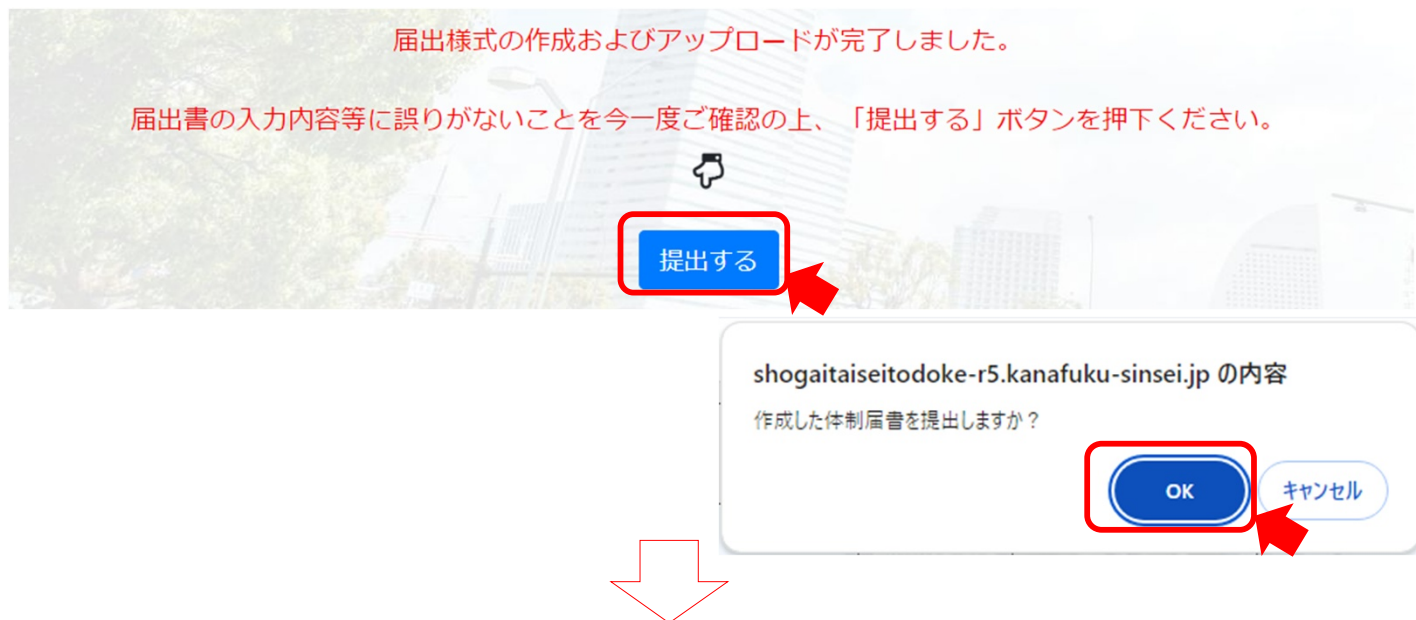 届出様式の作成およびアップロードが完了しました。
届出書の入力内容等に誤りがないことを今一度ご確認の上、「提出する」ボタンを押下ください。
提出する
shogaitaiseitodoke-r5.kanafuku-sinsei.jp の内容
作成した体制届書を提出しますか？
OK
キャンセル